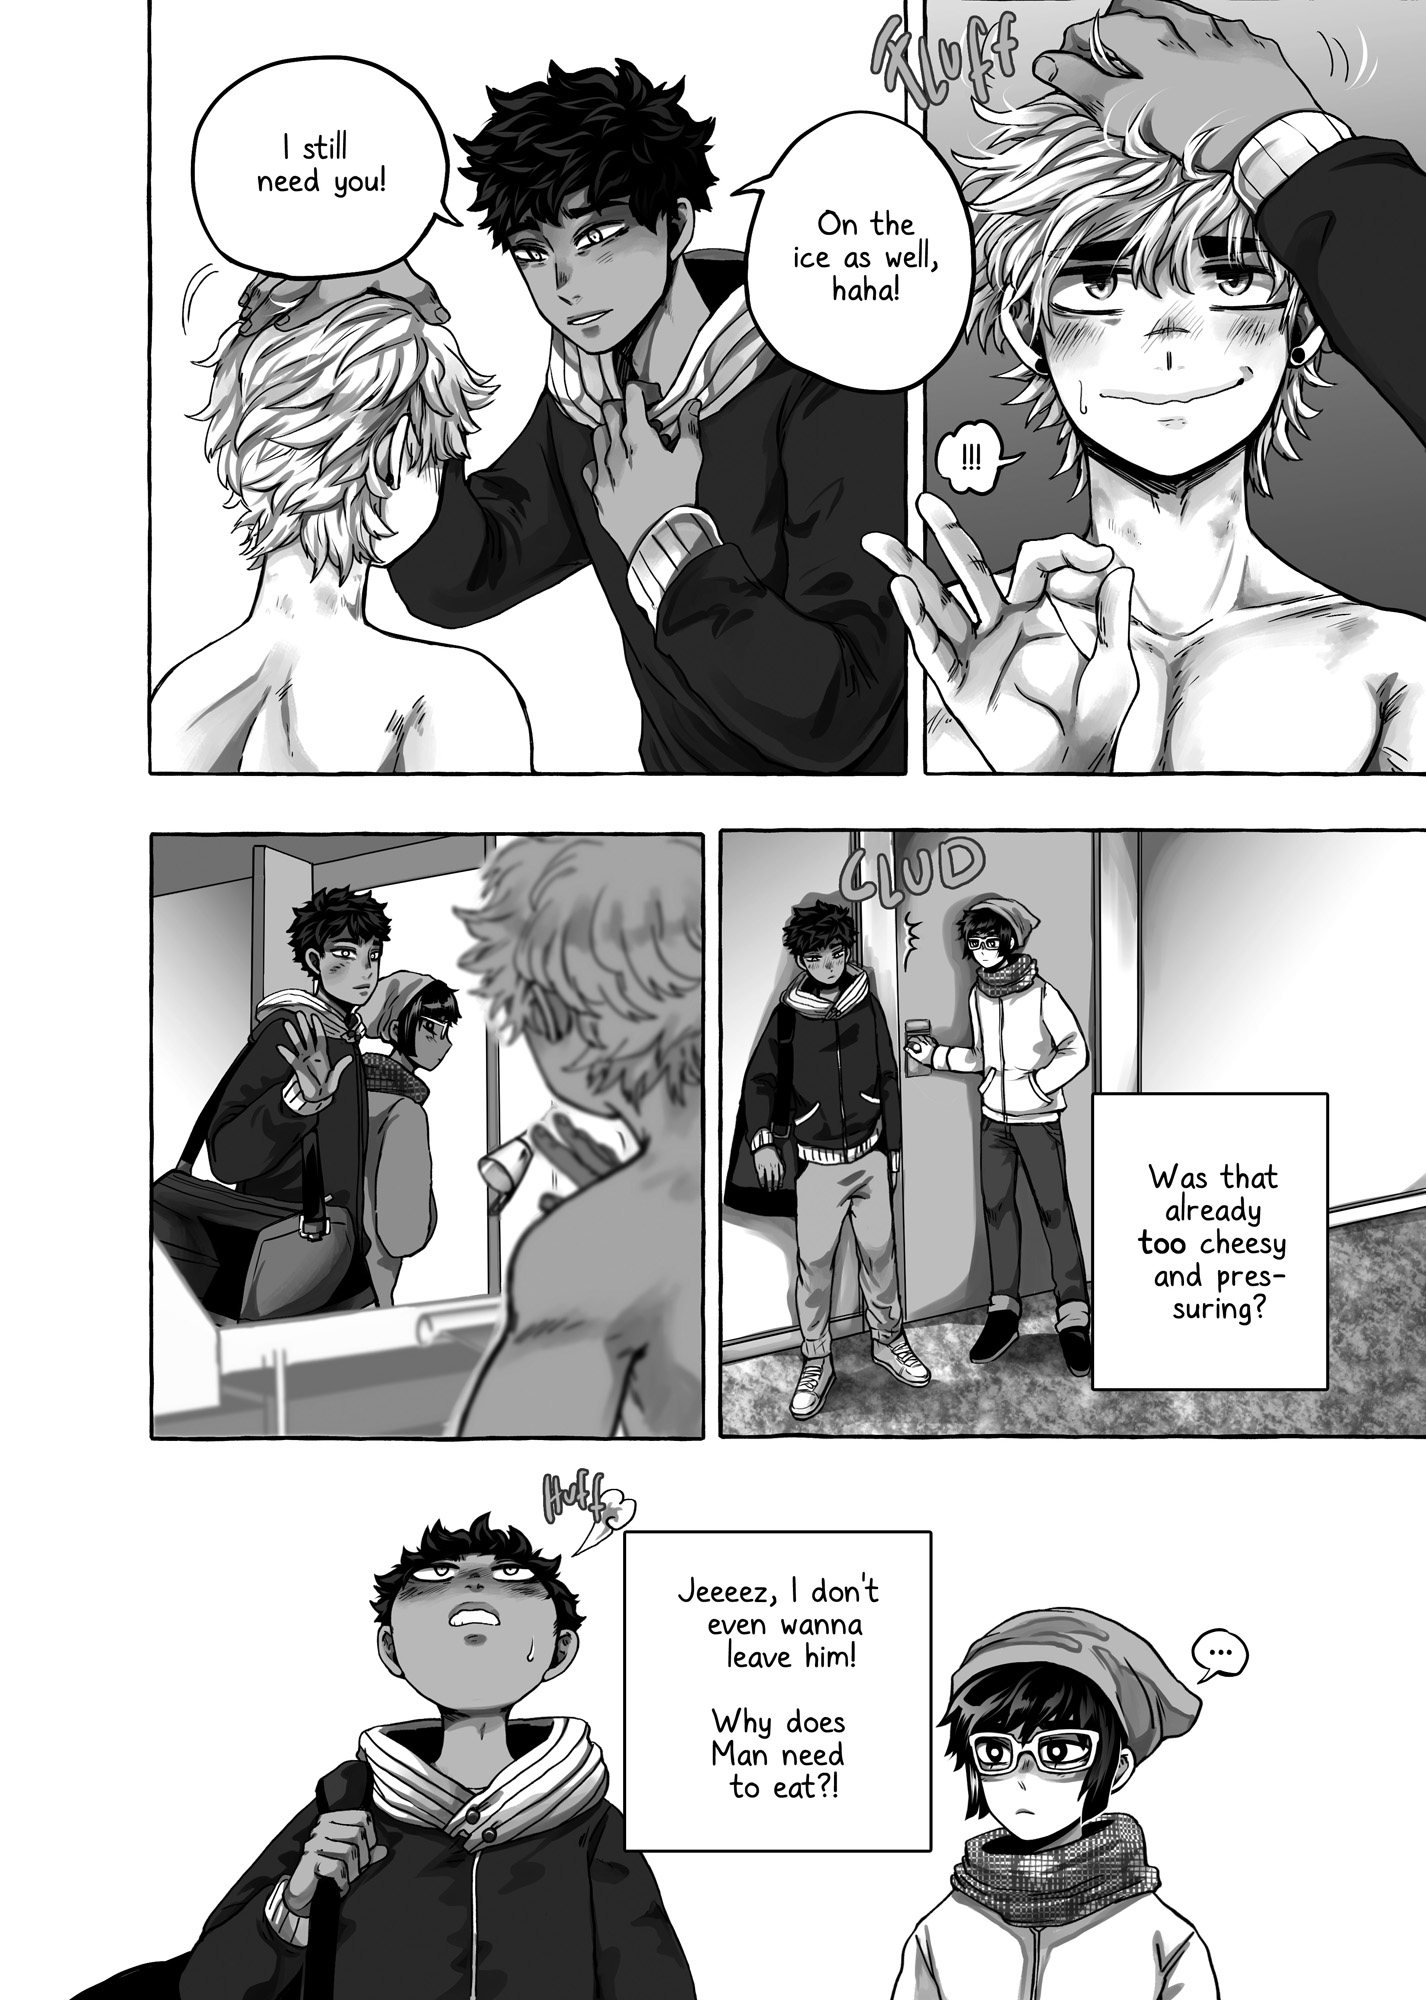 I still
need you!
On the
ice as well,
haha!
Fluff
!!!
CLUD
Was that
already
too cheesy
and pres-
suring?
Huff
Jeeeez, I don't
even wanna
leave him!
Why does
Man need
to eat?!
...